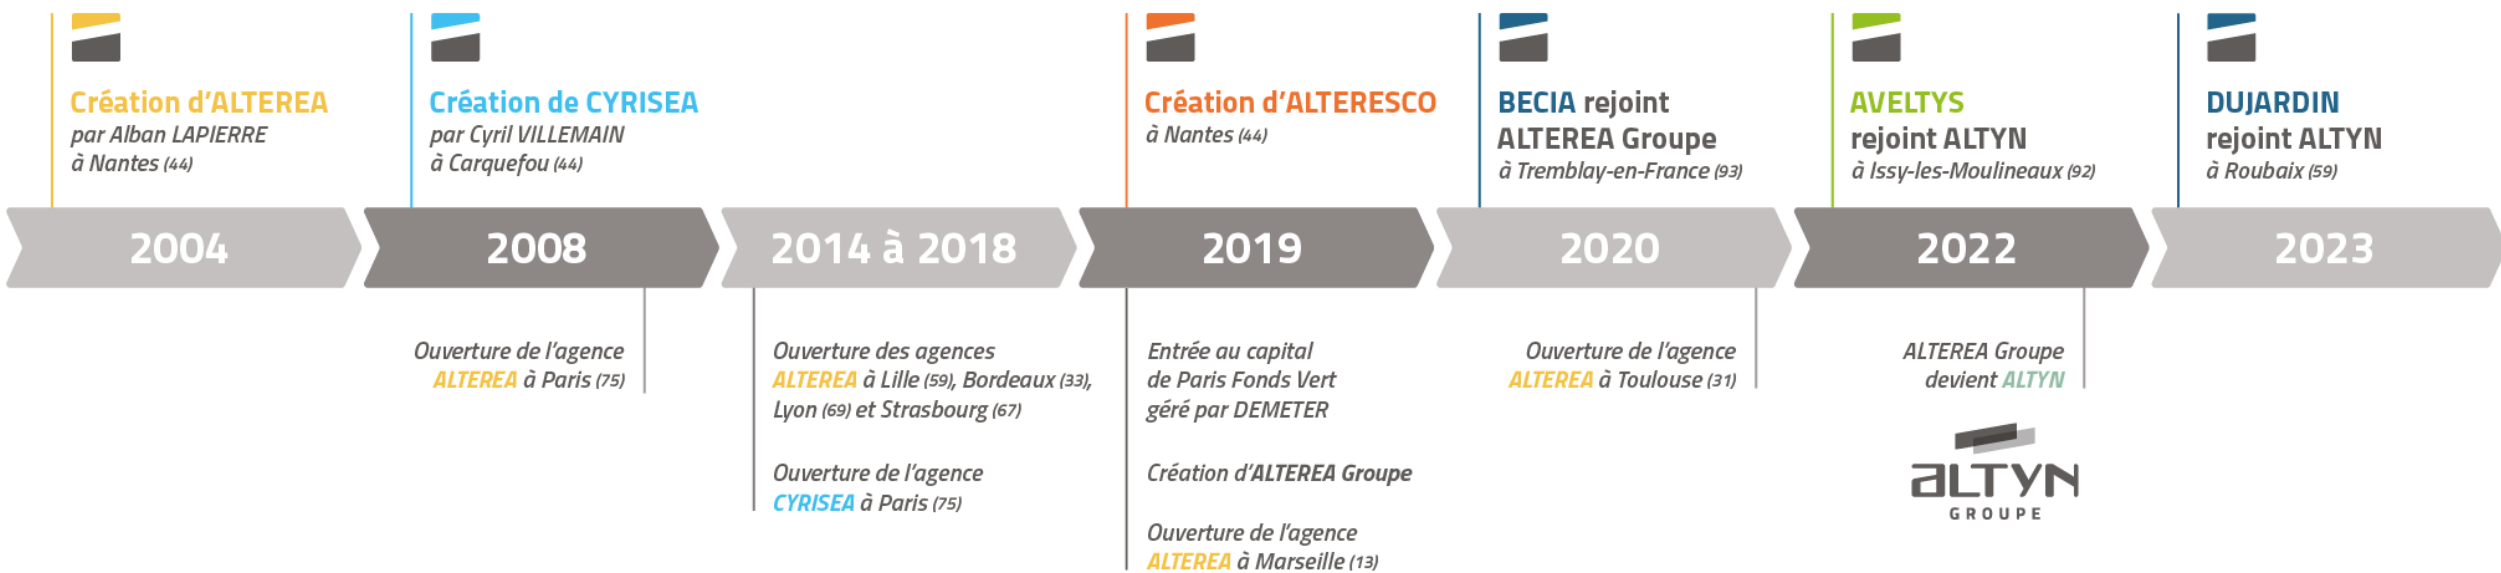 Création d'ALTEREA
par Alban LAPIERRE
à Nantes (44)
Création de CYRISEA
par Cyril VILLEMAIN
à Carquefou (44)
Création d'ALTERESCO
à Nantes (44)
BECIA rejoint
ALTEREA Groupe
à Tremblay-en-France (93)
AVELTYS
rejoint ALTYN
à Issy-les-Moulineaux (92)
DUJARDIN
rejoint ALTYN
à Roubaix (59)
2004
2008
2014 à 2018
2019
2020
2022
2023
Ouverture de l'agence
ALTEREA à Paris (75)
Ouverture des agences
ALTEREA à Lille (59), Bordeaux (33),
Lyon (69) et Strasbourg (67)
Ouverture de l'agence
CYRISEA à Paris (75)
Entrée au capital
de Paris Fonds Vert
géré par DEMETER
Création d'ALTEREA Groupe
Ouverture de l'agence
ALTEREA à Marseille (13)
Ouverture de l'agence
ALTEREA à Toulouse (31)
ALTEREA Groupe
devient ALTYN
aLTYN
GROUPE